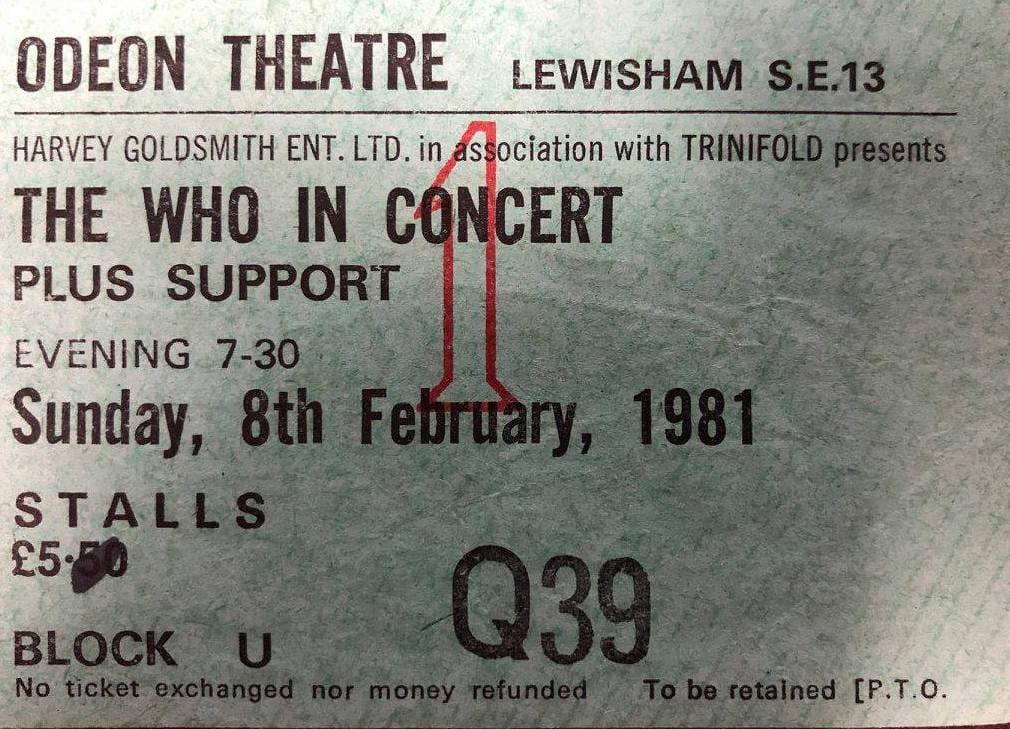 ODEON THEATRE LEWISHAM S.E.13
HARVEY GOLDSMITH ENT. LTD. in association with TRINIFOLD presents
THE WHO IN CONCERT
PLUS SUPPORT
1
EVENING 7-30
Sunday, 8th February, 1981
STALLS
£5·50
Q39
BLOCK U
No ticket exchanged nor money refunded To be retained [P.T.O.